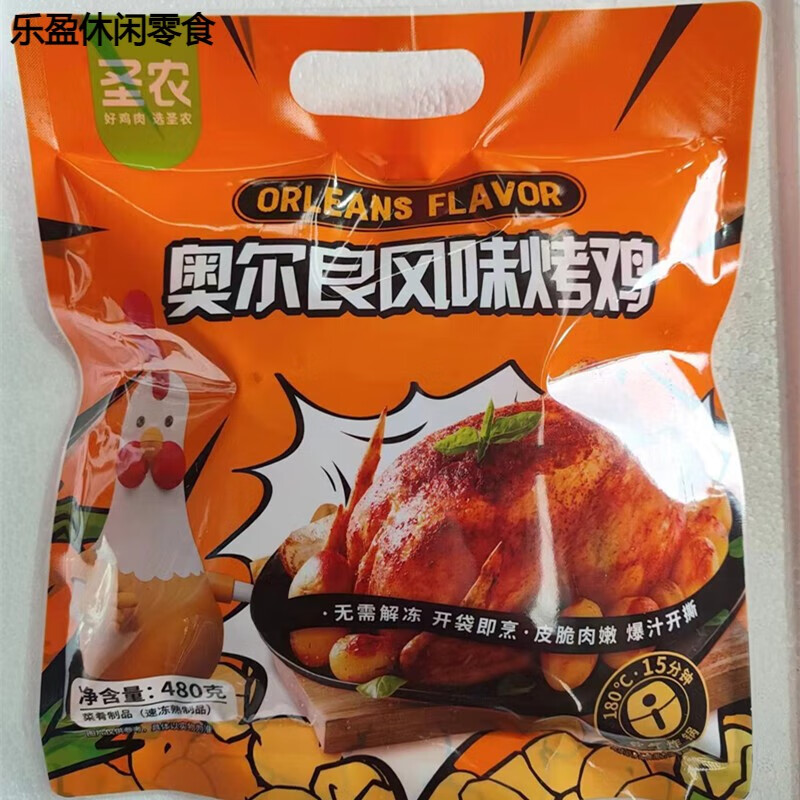 乐盈休闲零食
圣农
好鸡肉 选圣农
ORLEANS FLAVOR
奥尔良风味烤鸡
·无需解冻 开袋即烹·皮脆肉嫩 爆汁开撕
180℃·15分钟
净含量：480克
菜肴制品（速冻熟制品）